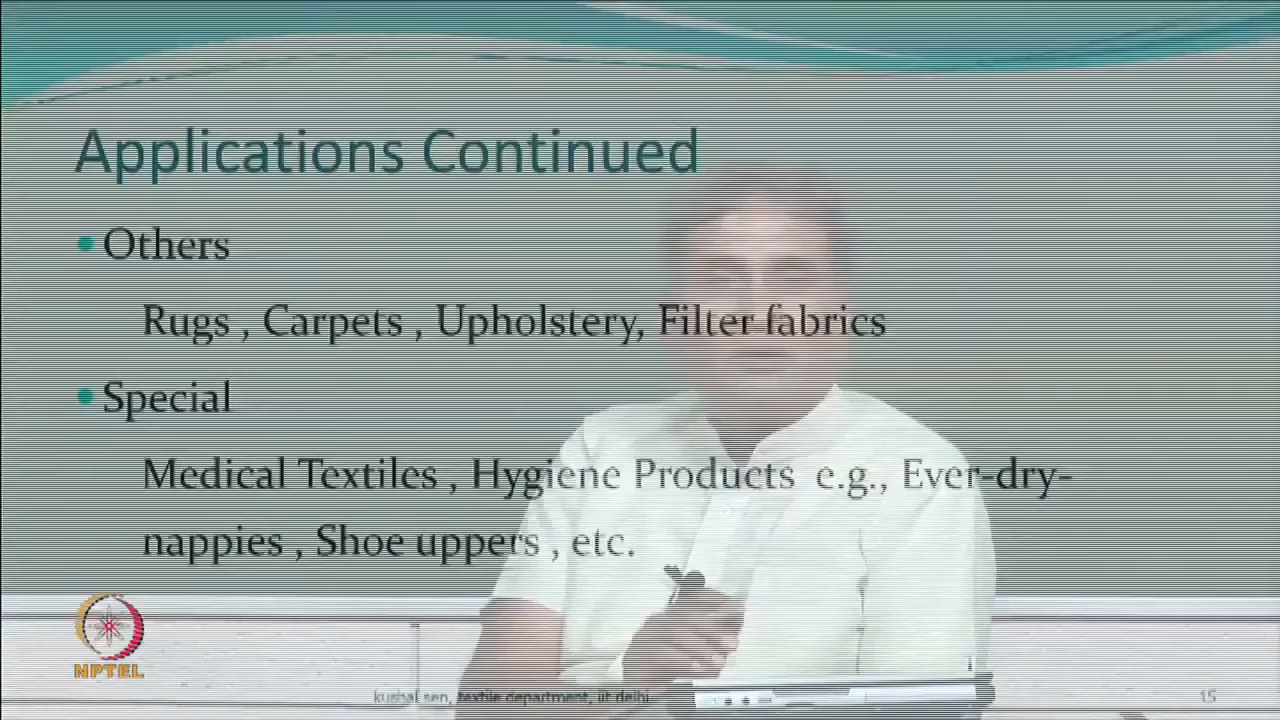 Applications Continued
• Others
Rugs , Carpets , Upholstery, Filter fabrics
• Special
Medical Textiles , Hygiene Products e.g., Ever-dry-
nappies , Shoe uppers , etc.
NPTEL
kushal sen, textile department, iit delhi
15